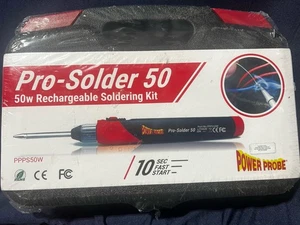 Pro-Solder 50
50w Rechargeable Soldering Kit
Pro-Solder 50
PPPS50W
CE FC
10 SEC
FAST
START
POWER PROBE